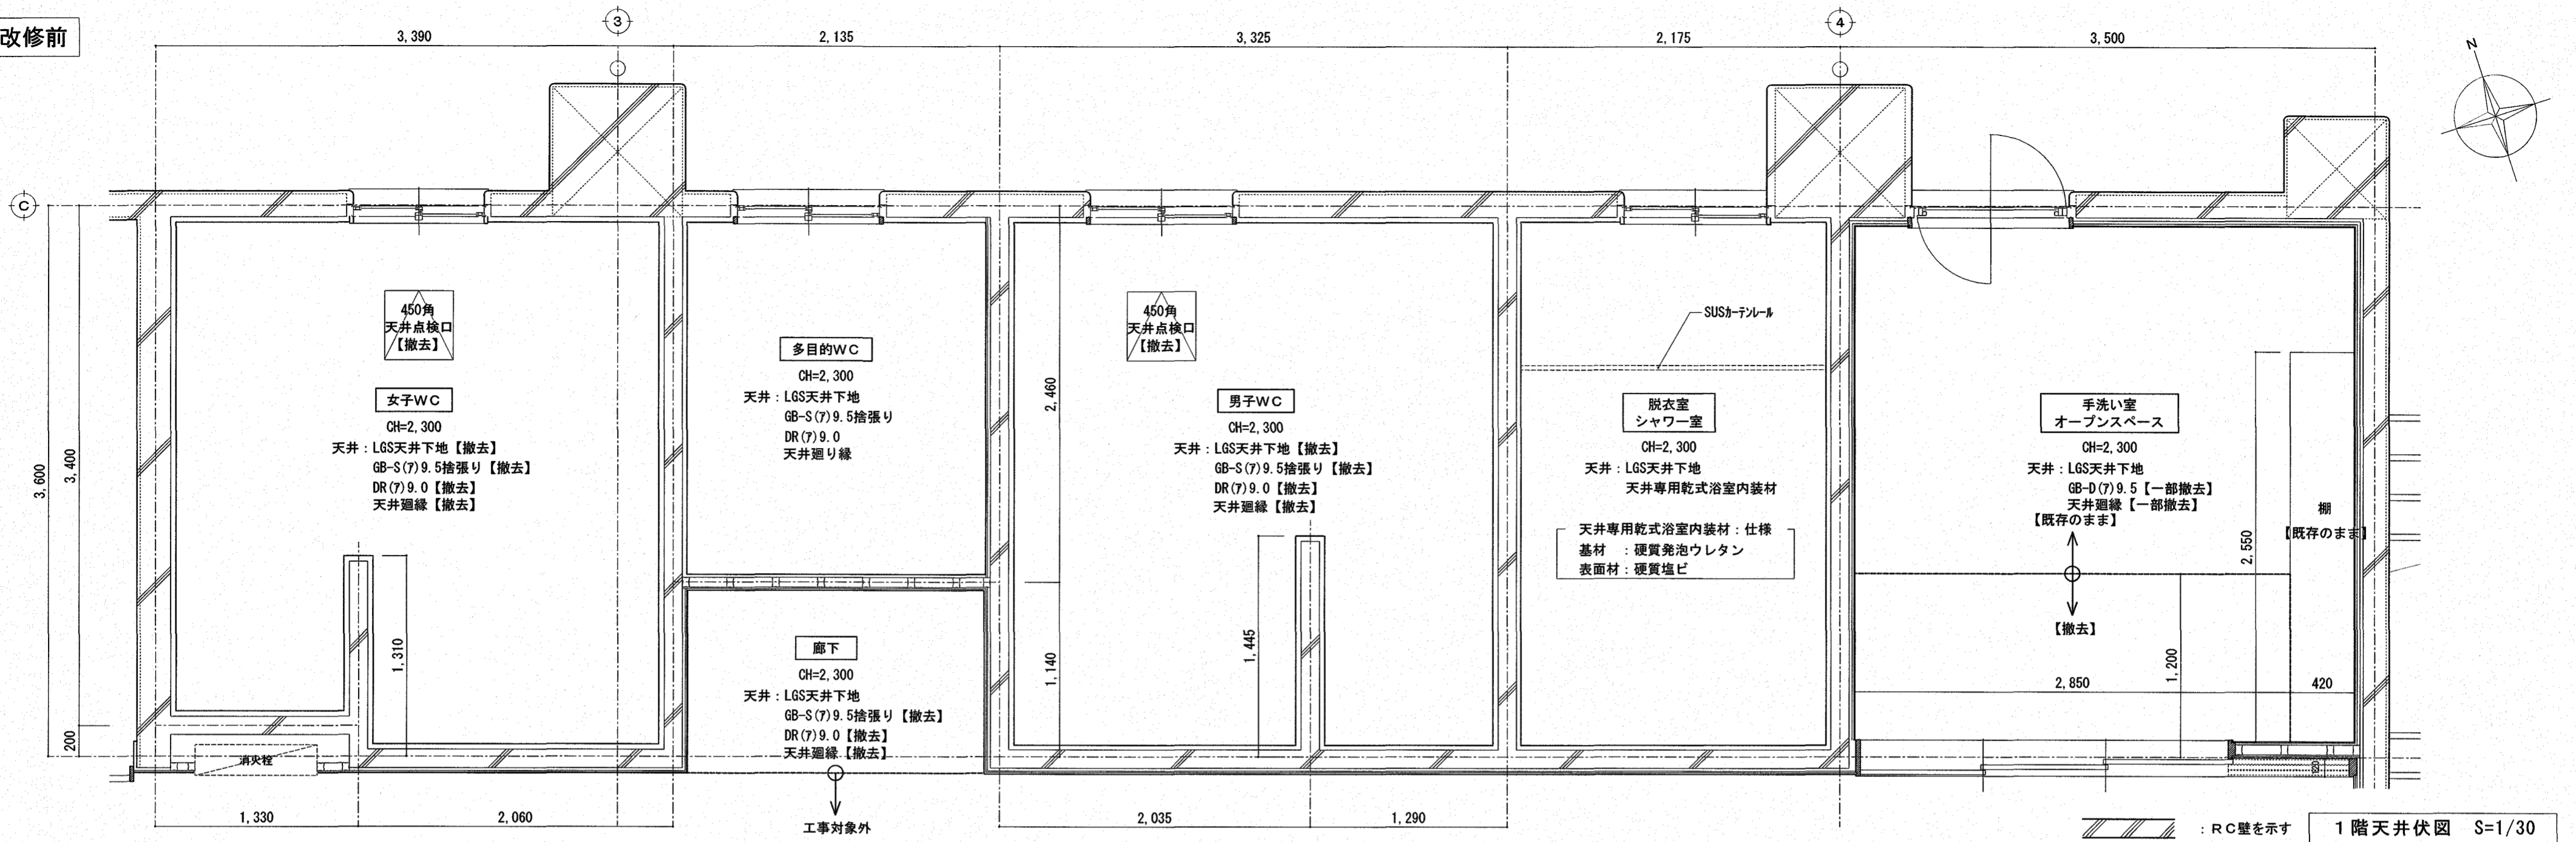 改修前
3
4
3,390
2,135
3,325
2,175
3,500
N
C
450角
天井点検口
【撤去】
女子WC
CH=2,300
天井：LGS天井下地【撤去】
GB-S(ｱ)9.5捨張り【撤去】
DR(ｱ)9.0【撤去】
天井廻縁【撤去】
多目的WC
CH=2,300
天井：LGS天井下地
GB-S(ｱ)9.5捨張り
DR(ｱ)9.0
天井廻り縁
廊下
CH=2,300
天井：LGS天井下地
GB-S(ｱ)9.5捨張り【撤去】
DR(ｱ)9.0【撤去】
天井廻縁【撤去】
工事対象外
450角
天井点検口
【撤去】
男子WC
CH=2,300
天井：LGS天井下地【撤去】
GB-S(ｱ)9.5捨張り【撤去】
DR(ｱ)9.0【撤去】
天井廻縁【撤去】
SUSｶｰﾃﾝﾚｰﾙ
脱衣室
シャワー室
CH=2,300
天井：LGS天井下地
天井専用乾式浴室内装材
天井専用乾式浴室内装材：仕様
基材　：硬質発泡ウレタン
表面材：硬質塩ビ
手洗い室
オープンスペース
CH=2,300
天井：LGS天井下地
GB-D(ｱ)9.5【一部撤去】
天井廻縁【一部撤去】
【既存のまま】
【撤去】
棚
【既存のまま】
3,600
3,400
200
1,310
2,460
1,140
1,445
2,550
1,200
2,850
420
120
消火栓
1,330
2,060
2,035
1,290
：RC壁を示す
1階天井伏図　S=1/30